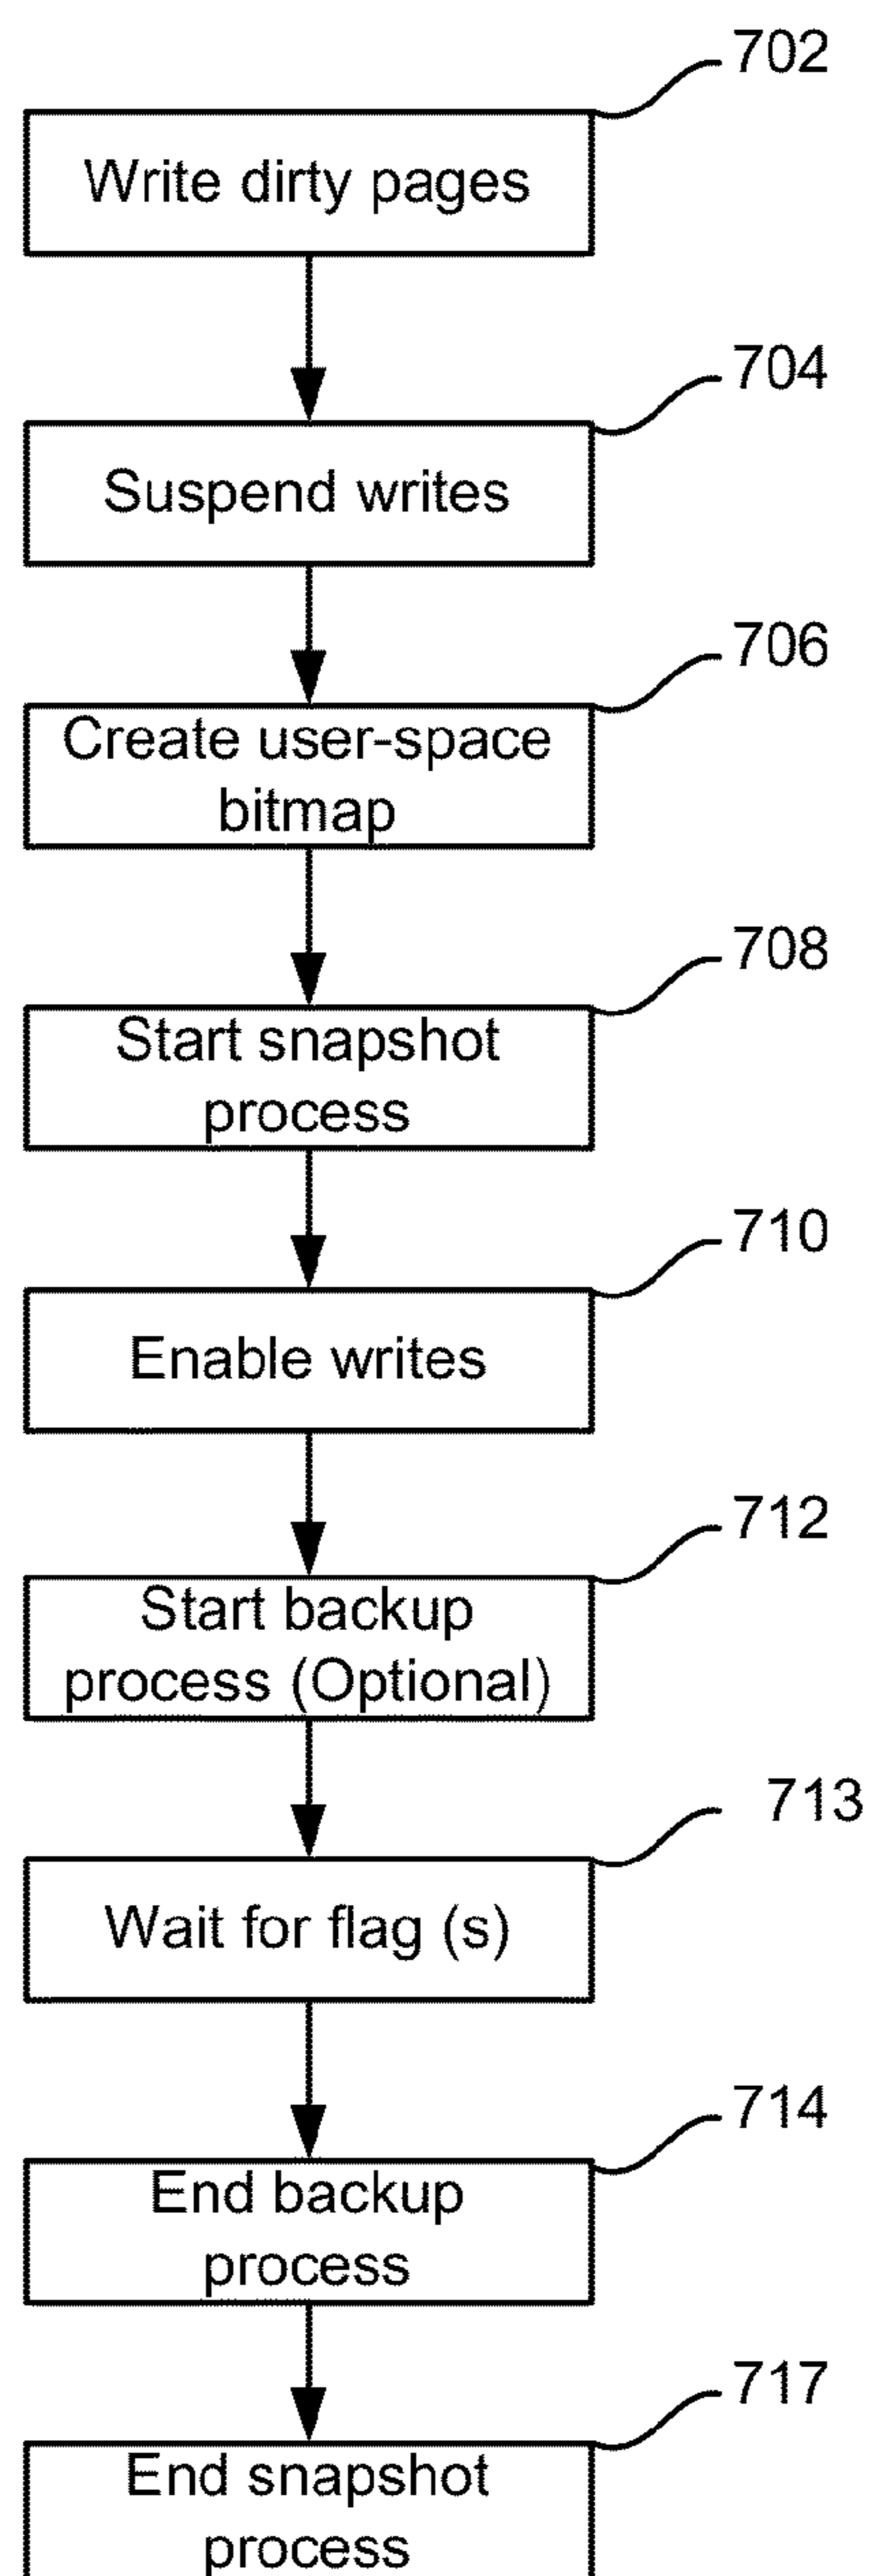 702
Write dirty pages
704
Suspend writes
706
Create user-space
bitmap
708
Start snapshot
process
710
Enable writes
712
Start backup
process (Optional)
713
Wait for flag (s)
714
End backup
process
717
End snapshot
process